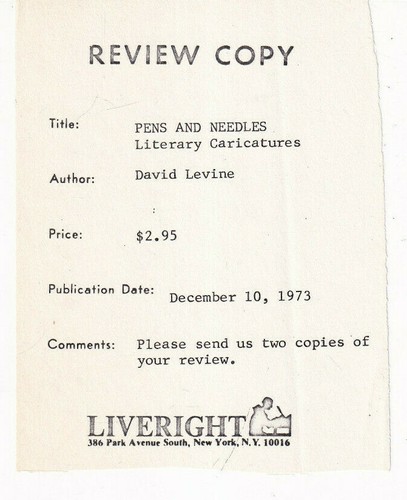 REVIEW COPY
Title: PENS AND NEEDLES
Literary Caricatures
Author: David Levine
Price: $2.95
Publication Date: December 10, 1973
Comments: Please send us two copies of
your review.
LIVERIGHT
386 Park Avenue South, New York, N.Y. 10016